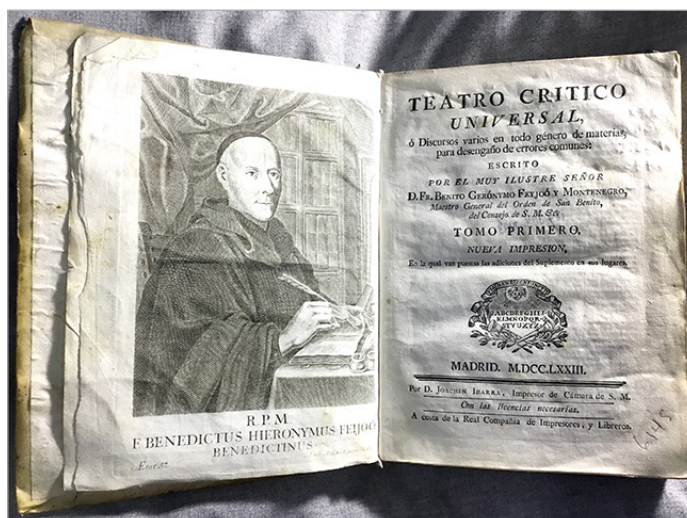 R. P. M
F. BENEDICTUS HIERONYMUS FEIJOÓ
BENEDICTINUS
TEATRO CRITICO
UNIVERSAL,
ó Discursos varios en todo género de materias,
para desengaño de errores comunes:
ESCRITO
POR EL MUY ILUSTRE SEÑOR
D. FR. BENITO GERÓNYMO FEYJOÓ Y MONTENEGRO,
Maestro General del Orden de San Benito,
del Consejo de S. M. &c.
TOMO PRIMERO.
NUEVA IMPRESION,
En la qual van puestas las adiciones del Suplemento en sus lugares.
ABCDEFGHIJ
KLMNOPQR
STVUXYZ
MADRID. M.DCC.LXXIII.
Por D. JOACHIN IBARRA, Impresor de Cámara de S. M.
Con las licencias necesarias.
A costa de la Real Compañia de Impresores, y Libreros.